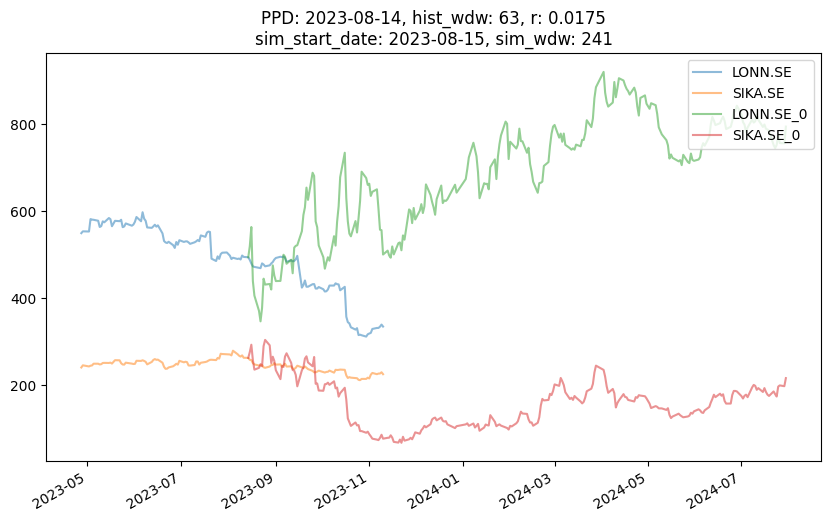 PPD: 2023-08-14, hist_wdw: 63, r: 0.0175
sim_start_date: 2023-08-15, sim_wdw: 241
LONN.SE
SIKA.SE
LONN.SE_0
SIKA.SE_0
800
600
400
200
2023-05
2023-07
2023-09
2023-11
2024-01
2024-03
2024-05
2024-07